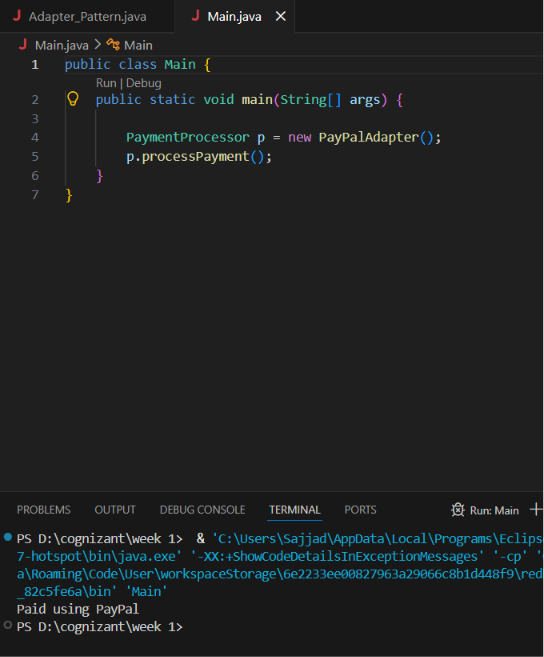 Adapter_Pattern.java
Main.java
Main.java > Main
1 public class Main {
Run | Debug
2 public static void main(String[] args) {
3
4 PaymentProcessor p = new PayPalAdapter();
5 p.processPayment();
6 }
7 }
PROBLEMS OUTPUT DEBUG CONSOLE TERMINAL PORTS Run: Main
PS D:\cognizant\week 1> & 'C:\Users\Sajjad\AppData\Local\Programs\Eclips
7-hotspot\bin\java.exe' '-XX:+ShowCodeDetailsInExceptionMessages' '-cp' '
a\Roaming\Code\User\workspaceStorage\6e2233ee00827963a29066c8b1d448f9\red
_82c5fe6a\bin' 'Main'
Paid using PayPal
PS D:\cognizant\week 1>